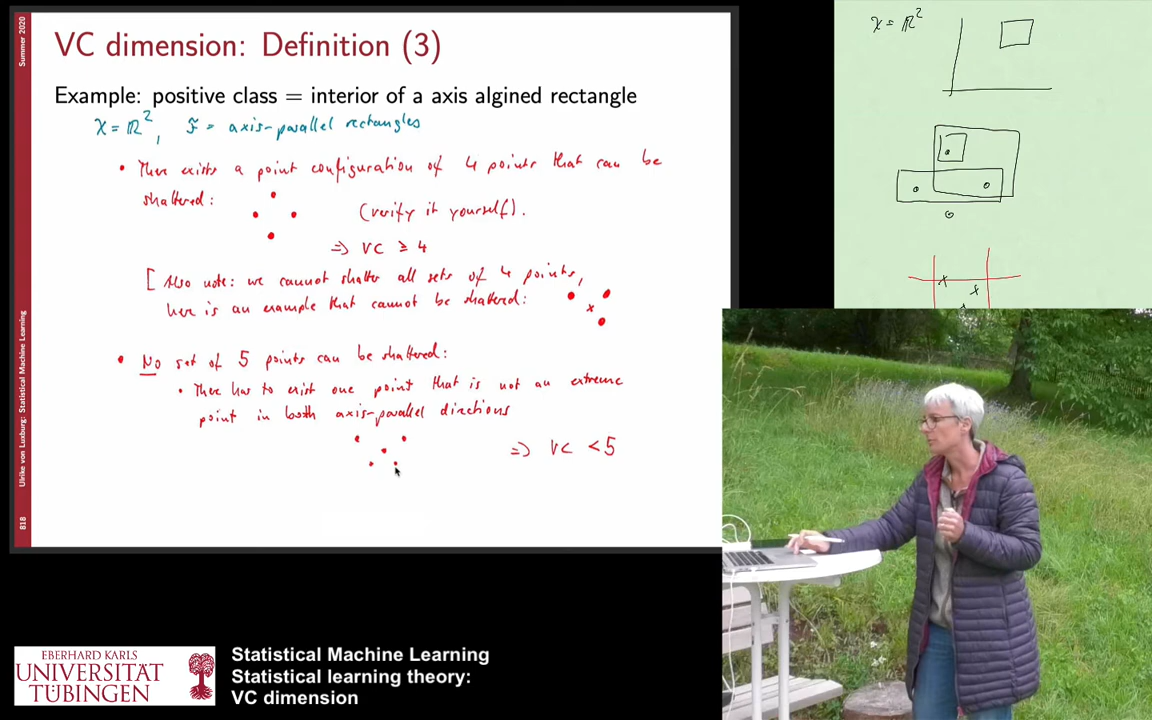 Summer 2020
VC dimension: Definition (3)
Example: positive class = interior of a axis algined rectangle
X = ℝ², F = axis-parallel rectangles
• There exists a point configuration of 4 points that can be
shattered:
(verify it yourself).
⇒ VC ≥ 4
[ Also note: we cannot shatter all sets of 4 points,
here is an example that cannot be shattered:
• No set of 5 points can be shattered:
• There has to exist one point that is not an extreme
point in both axis-parallel directions
⇒ VC < 5
Ulrike von Luxburg: Statistical Machine Learning
818
X = ℝ²
EBERHARD KARLS
UNIVERSITÄT
TÜBINGEN
Statistical Machine Learning
Statistical learning theory:
VC dimension